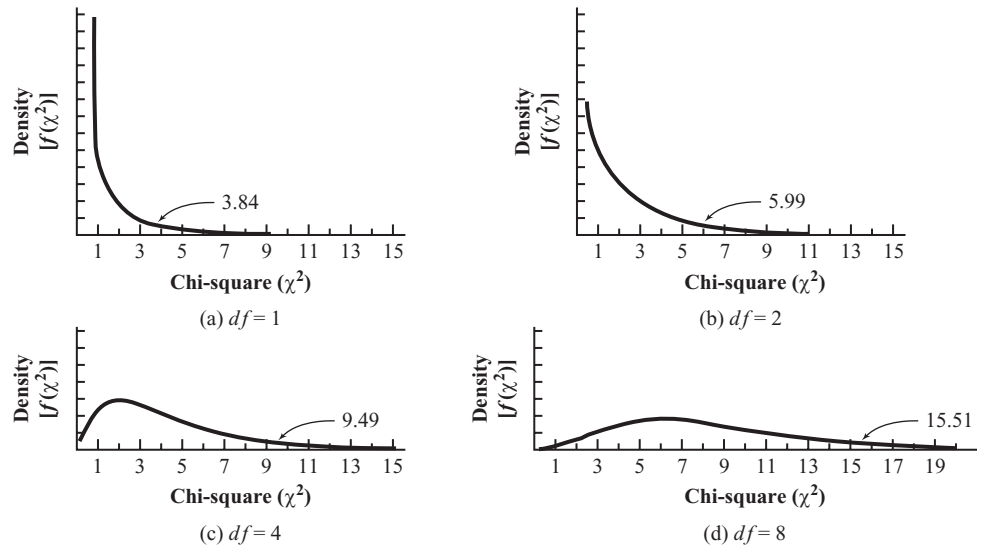 Density
[f(χ²)]
3.84
1 3 5 7 9 11 13 15
Chi-square (χ²)
(a) df = 1
Density
[f(χ²)]
5.99
1 3 5 7 9 11 13 15
Chi-square (χ²)
(b) df = 2
Density
[f(χ²)]
9.49
1 3 5 7 9 11 13 15
Chi-square (χ²)
(c) df = 4
Density
[f(χ²)]
15.51
1 3 5 7 9 11 13 15 17 19
Chi-square (χ²)
(d) df = 8